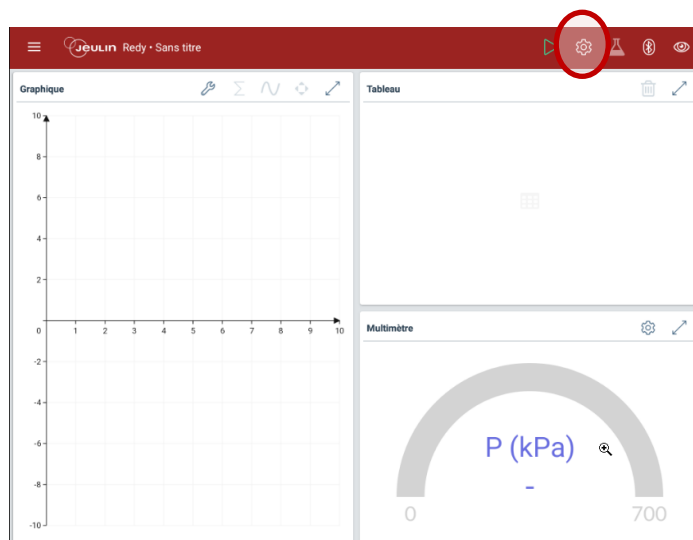 Jeulin Redy • Sans titre
Graphique
10
8
6
4
2
0
1 2 3 4 5 6 7 8 9 10
-2
-4
-6
-8
-10
Tableau
Multimètre
P (kPa)
-
0 700